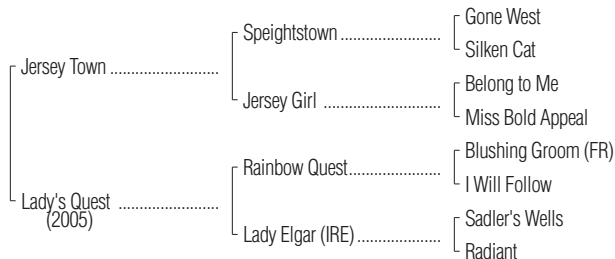 Gone West
Speightstown
Silken Cat
Jersey Town
Belong to Me
Jersey Girl
Miss Bold Appeal
Blushing Groom (FR)
Rainbow Quest
I Will Follow
Lady's Quest
(2005)
Sadler's Wells
Lady Elgar (IRE)
Radiant